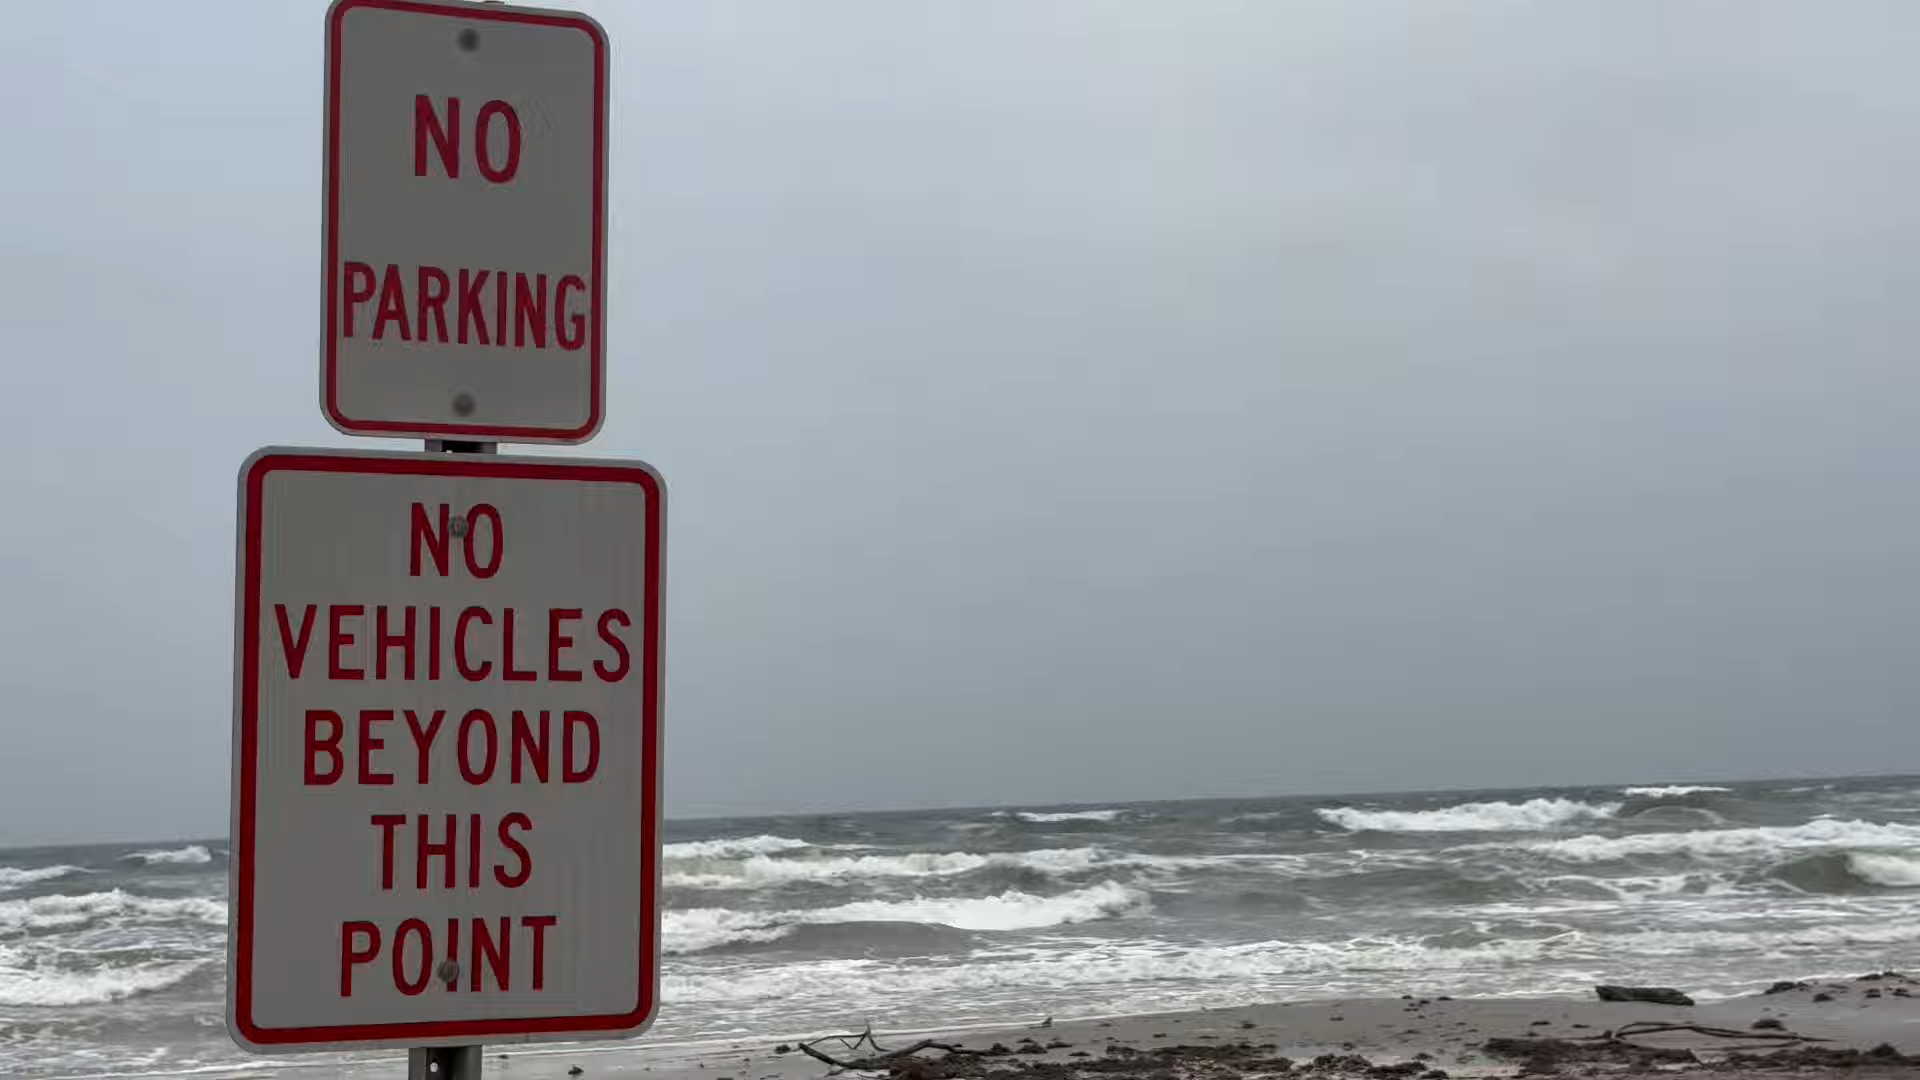 NO
PARKING
NO
VEHICLES
BEYOND
THIS
POINT